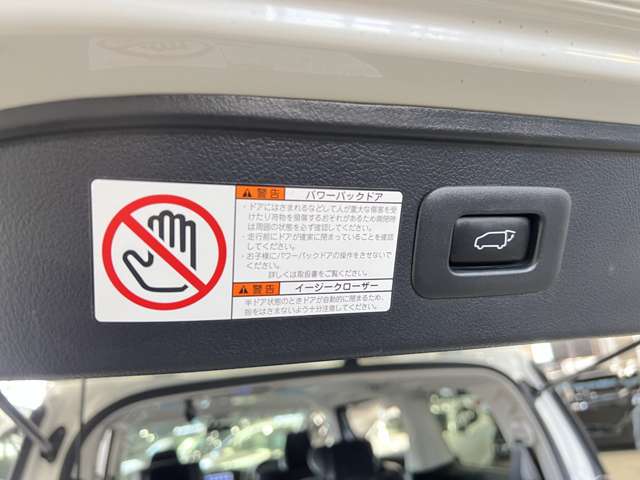 警告 パワーバックドア
・ドアにはさまれるなどして人が重大な傷害を受
けたり荷物を損傷するおそれがあるため開閉時
は周囲の状態を必ず確認してください。
・走行前にドアが確実に閉まっていることを確認
してください。
・お子様にパワーバックドアの操作をさせないで
ください。
詳しくは取扱書をご覧ください。
警告 イージークローザー
半ドア状態のときドアが自動的に閉まるため、
指をはさまないよう十分注意してください。